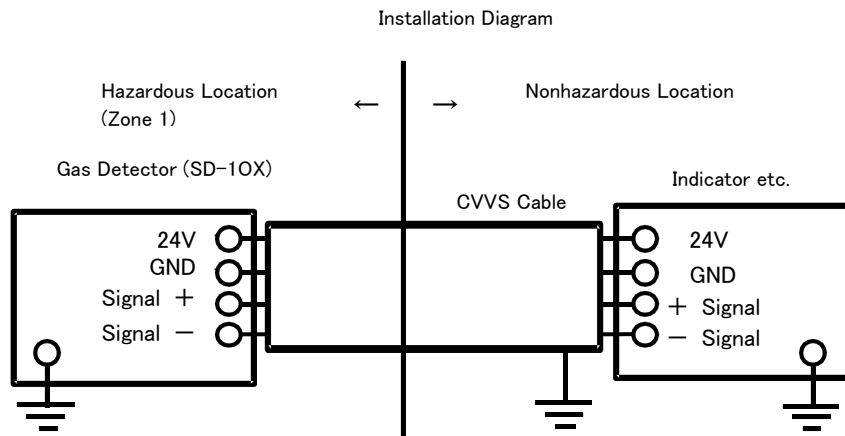 Installation Diagram
Hazardous Location
(Zone 1)
← →
Nonhazardous Location
Gas Detector (SD-1OX)
Indicator etc.
CVVS Cable
24V
GND
Signal +
Signal −
24V
GND
+ Signal
− Signal